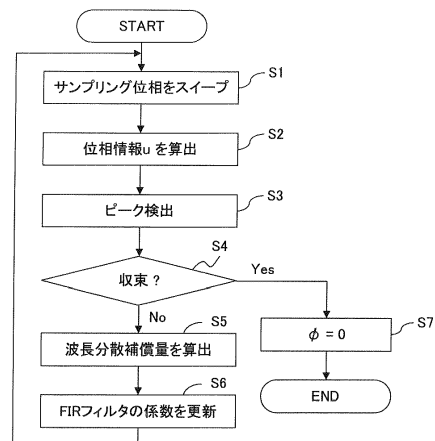 START
サンプリング位相をスイープ
S1
位相情報u を算出
S2
ピーク検出
S3
収束 ?
S4
Yes
No
φ = 0
S7
波長分散補償量を算出
S5
END
FIRフィルタの係数を更新
S6